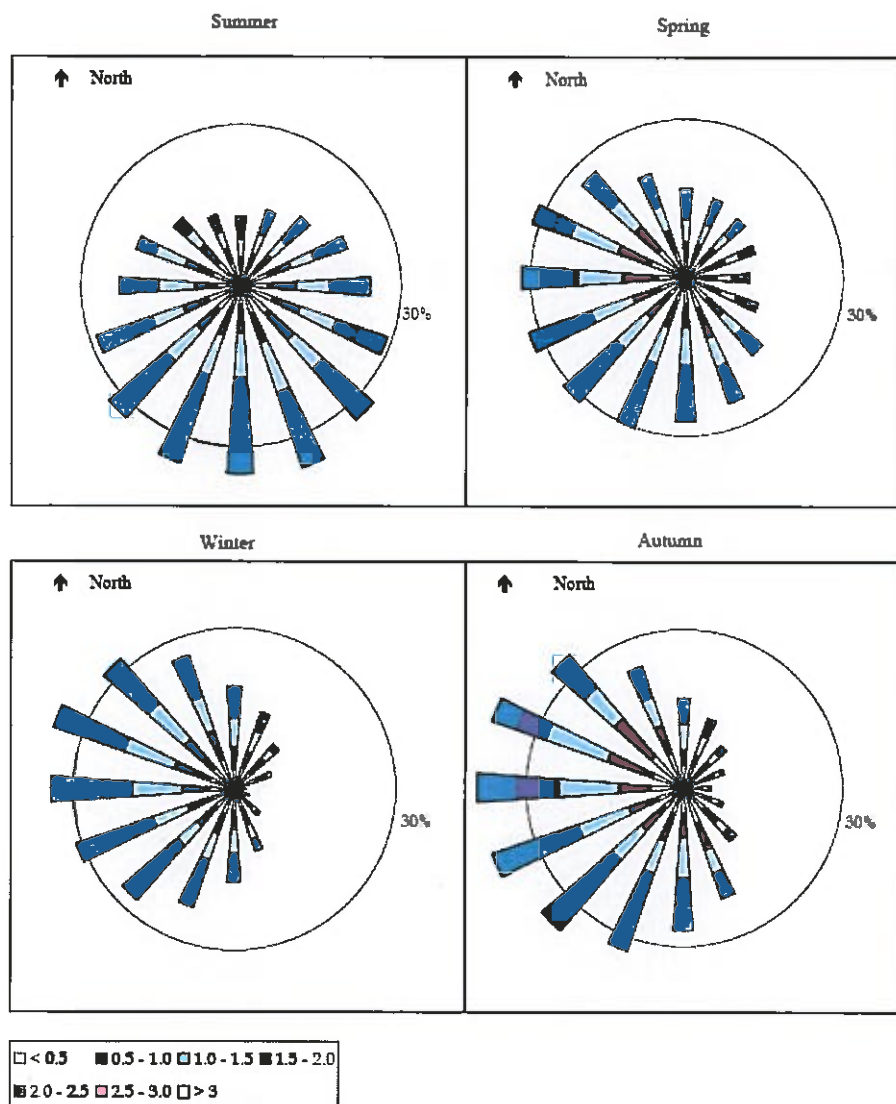 Summer
Spring
↑ North
↑ North
30%
30%
Winter
Autumn
↑ North
↑ North
30%
30%
□ < 0.5 ■ 0.5 - 1.0 □ 1.0 - 1.5 ■ 1.5 - 2.0
■ 2.0 - 2.5 □ 2.5 - 3.0 □ > 3